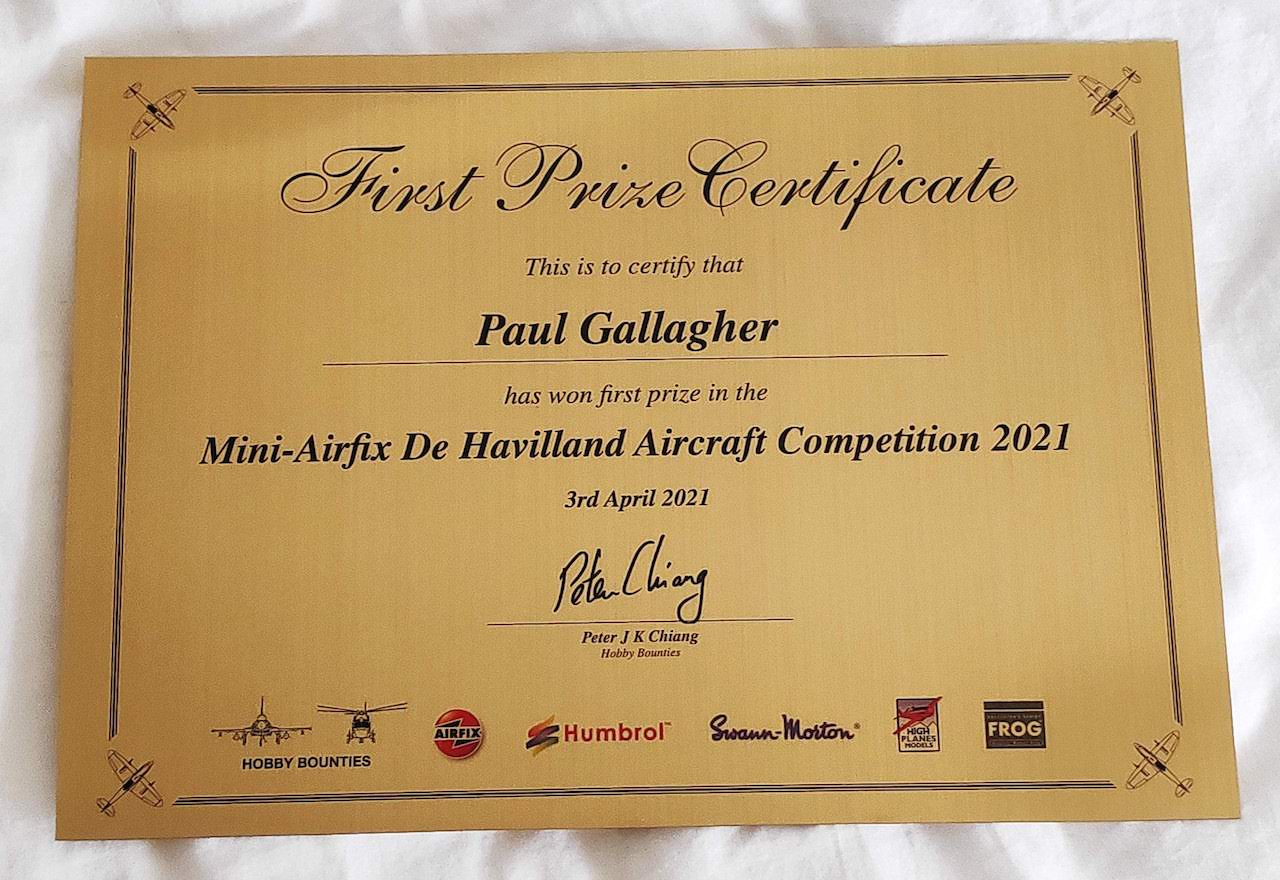 First Prize Certificate
This is to certify that
Paul Gallagher
has won first prize in the
Mini-Airfix De Havilland Aircraft Competition 2021
3rd April 2021
Peter Chiang
Peter J K Chiang
Hobby Bounties
HOBBY BOUNTIES
AIRFIX
Humbrol™
Swann-Morton®
HIGH
PLANES
MODELS
FROG